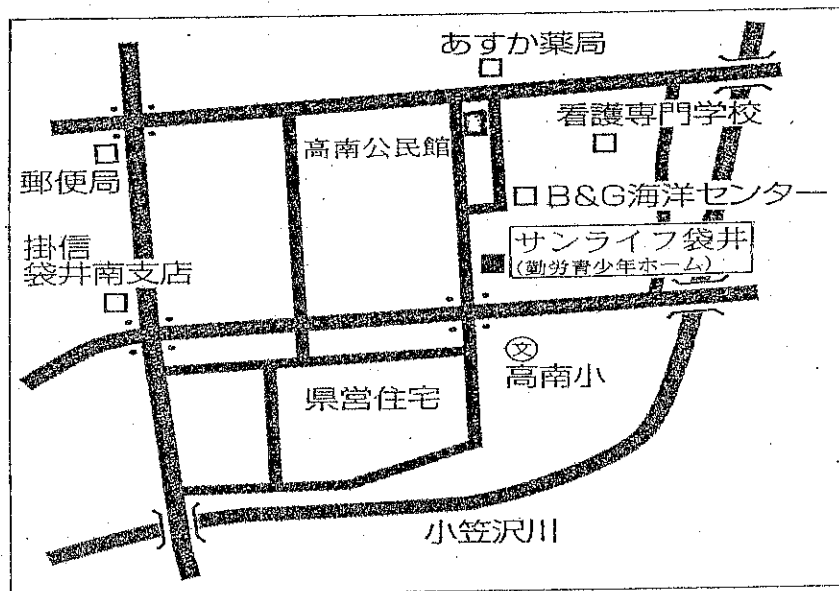 あすか薬局
看護専門学校
高南公民館
郵便局
B&G海洋センター
サンライフ袋井
(勤労青少年ホーム)
掛信
袋井南支店
文
高南小
県営住宅
小笠沢川